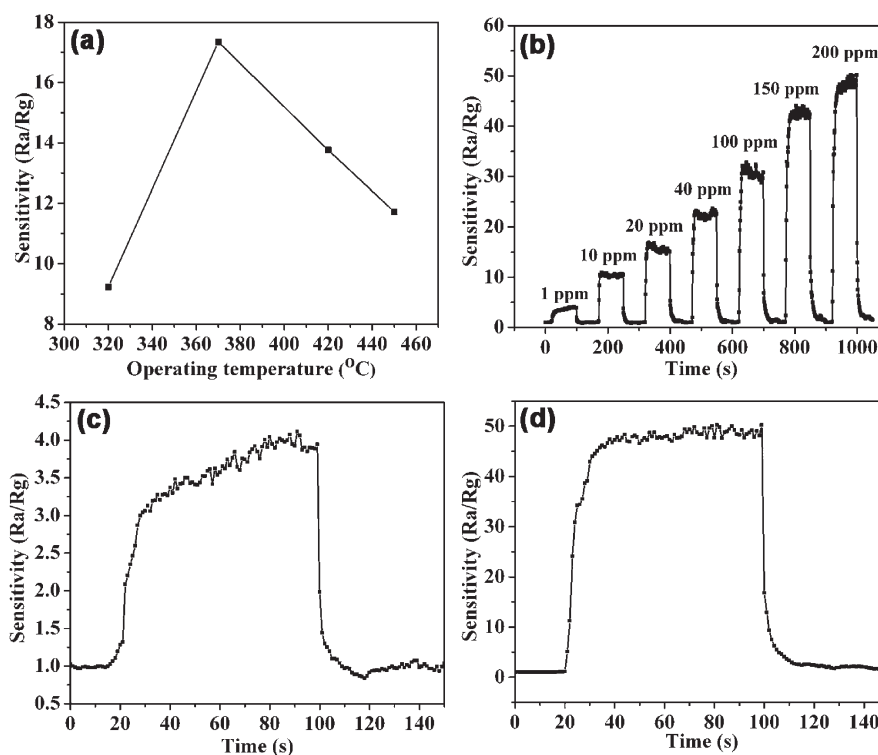 (a)
Sensitivity (Ra/Rg)
18
16
14
12
10
9
8
300 320 340 360 380 400 420 440 460
Operating temperature (°C)
(b)
Sensitivity (Ra/Rg)
60
50
40
30
20
10
0
1 ppm
10 ppm
20 ppm
40 ppm
100 ppm
150 ppm
200 ppm
0 200 400 600 800 1000
Time (s)
(c)
Sensitivity (Ra/Rg)
4.5
4.0
3.5
3.0
2.5
2.0
1.5
1.0
0.5
0 20 40 60 80 100 120 140
Time (s)
(d)
Sensitivity (Ra/Rg)
50
40
30
20
10
0
0 20 40 60 80 100 120 140
Time (s)